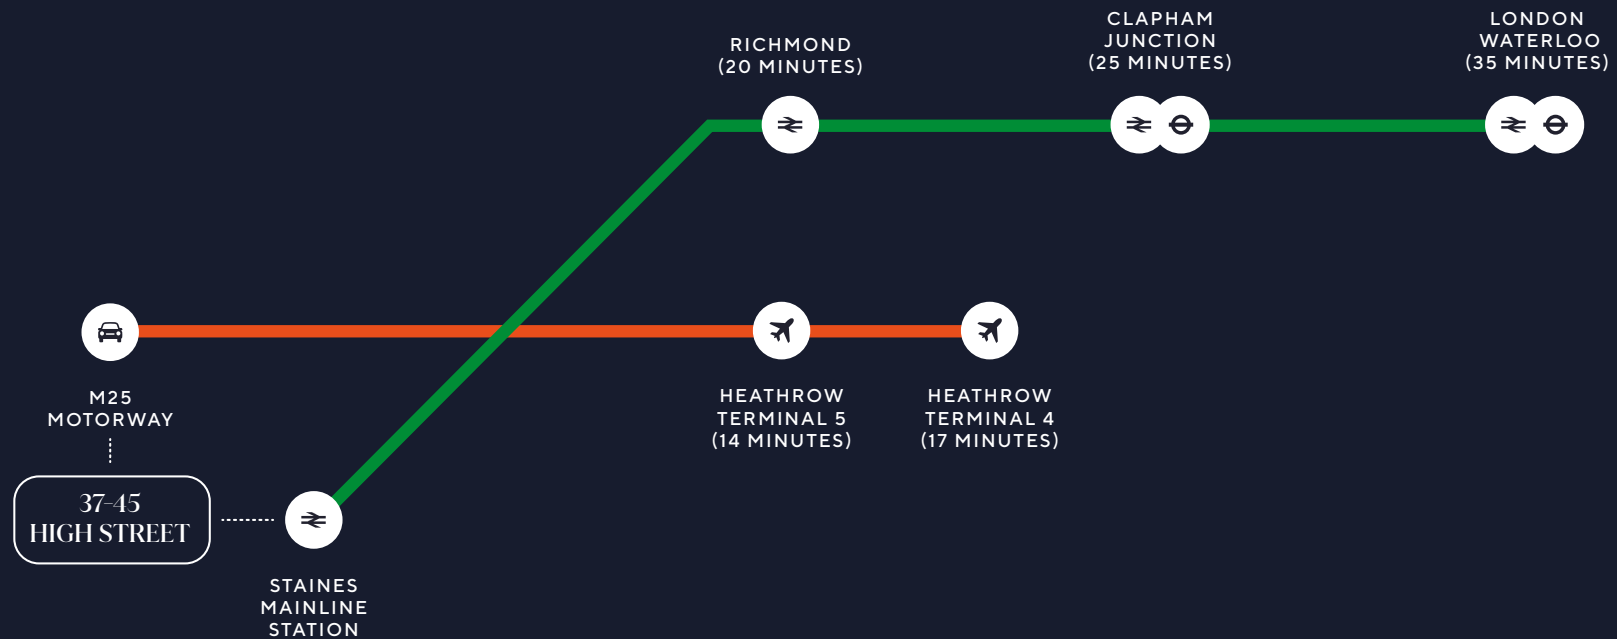 RICHMOND
(20 MINUTES)
CLAPHAM
JUNCTION
(25 MINUTES)
LONDON
WATERLOO
(35 MINUTES)
M25
MOTORWAY
HEATHROW
TERMINAL 5
(14 MINUTES)
HEATHROW
TERMINAL 4
(17 MINUTES)
37-45
HIGH STREET
STAINES
MAINLINE
STATION